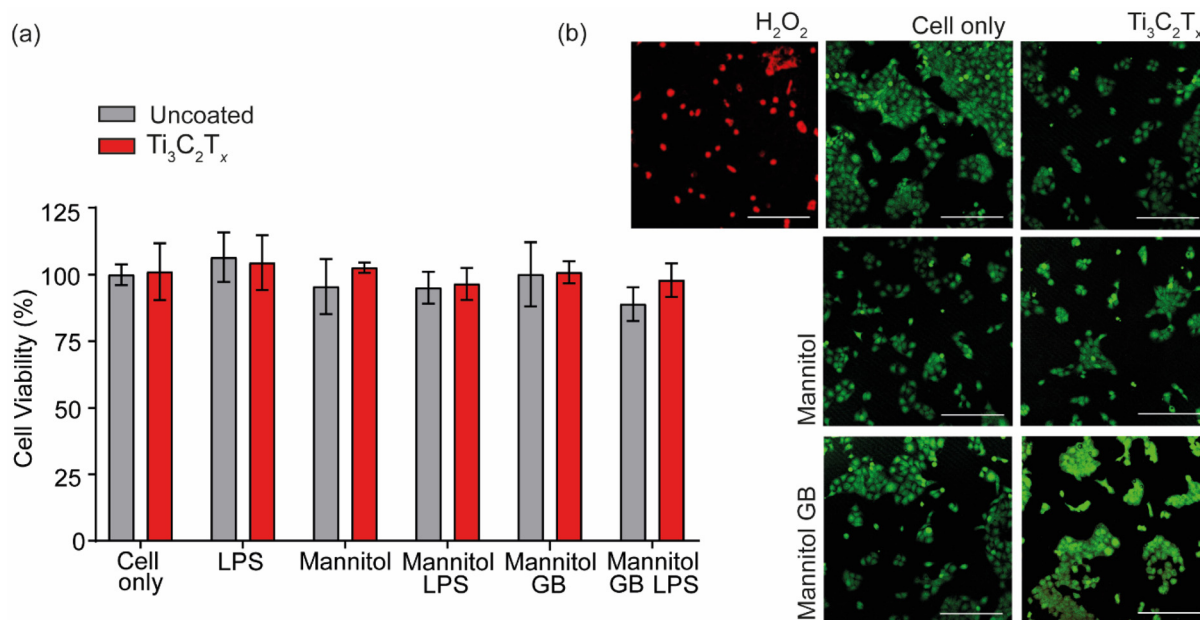 (a)
Uncoated
Ti₃C₂Tₓ
Cell Viability (%)
125
100
75
50
25
0
Cell only
LPS
Mannitol
Mannitol LPS
Mannitol GB
Mannitol GB LPS
(b)
H₂O₂
Cell only
Ti₃C₂Tₓ
Mannitol
Mannitol GB